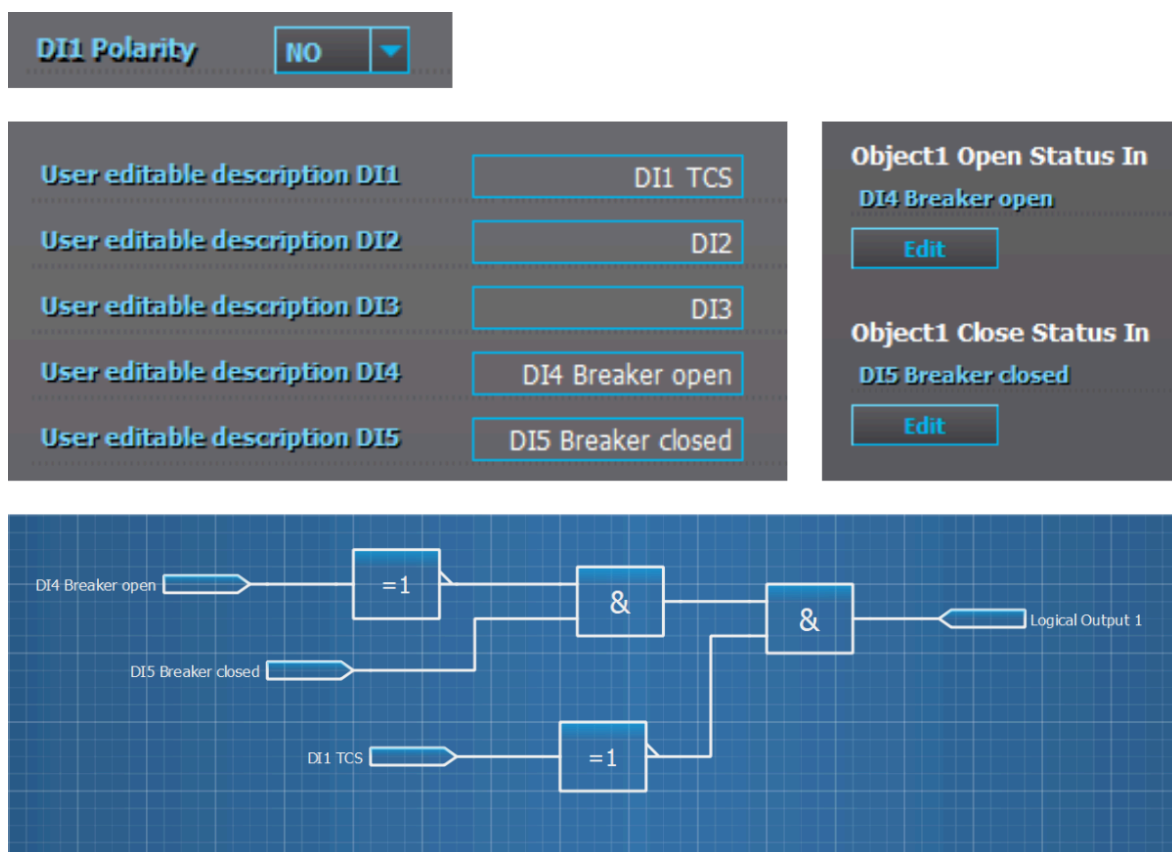 DI1 Polarity NO
User editable description DI1 DI1 TCS
User editable description DI2 DI2
User editable description DI3 DI3
User editable description DI4 DI4 Breaker open
User editable description DI5 DI5 Breaker closed
Object1 Open Status In
DI4 Breaker open
Edit
Object1 Close Status In
DI5 Breaker closed
Edit
DI4 Breaker open
=1
&
&
Logical Output 1
DI5 Breaker closed
DI1 TCS
=1